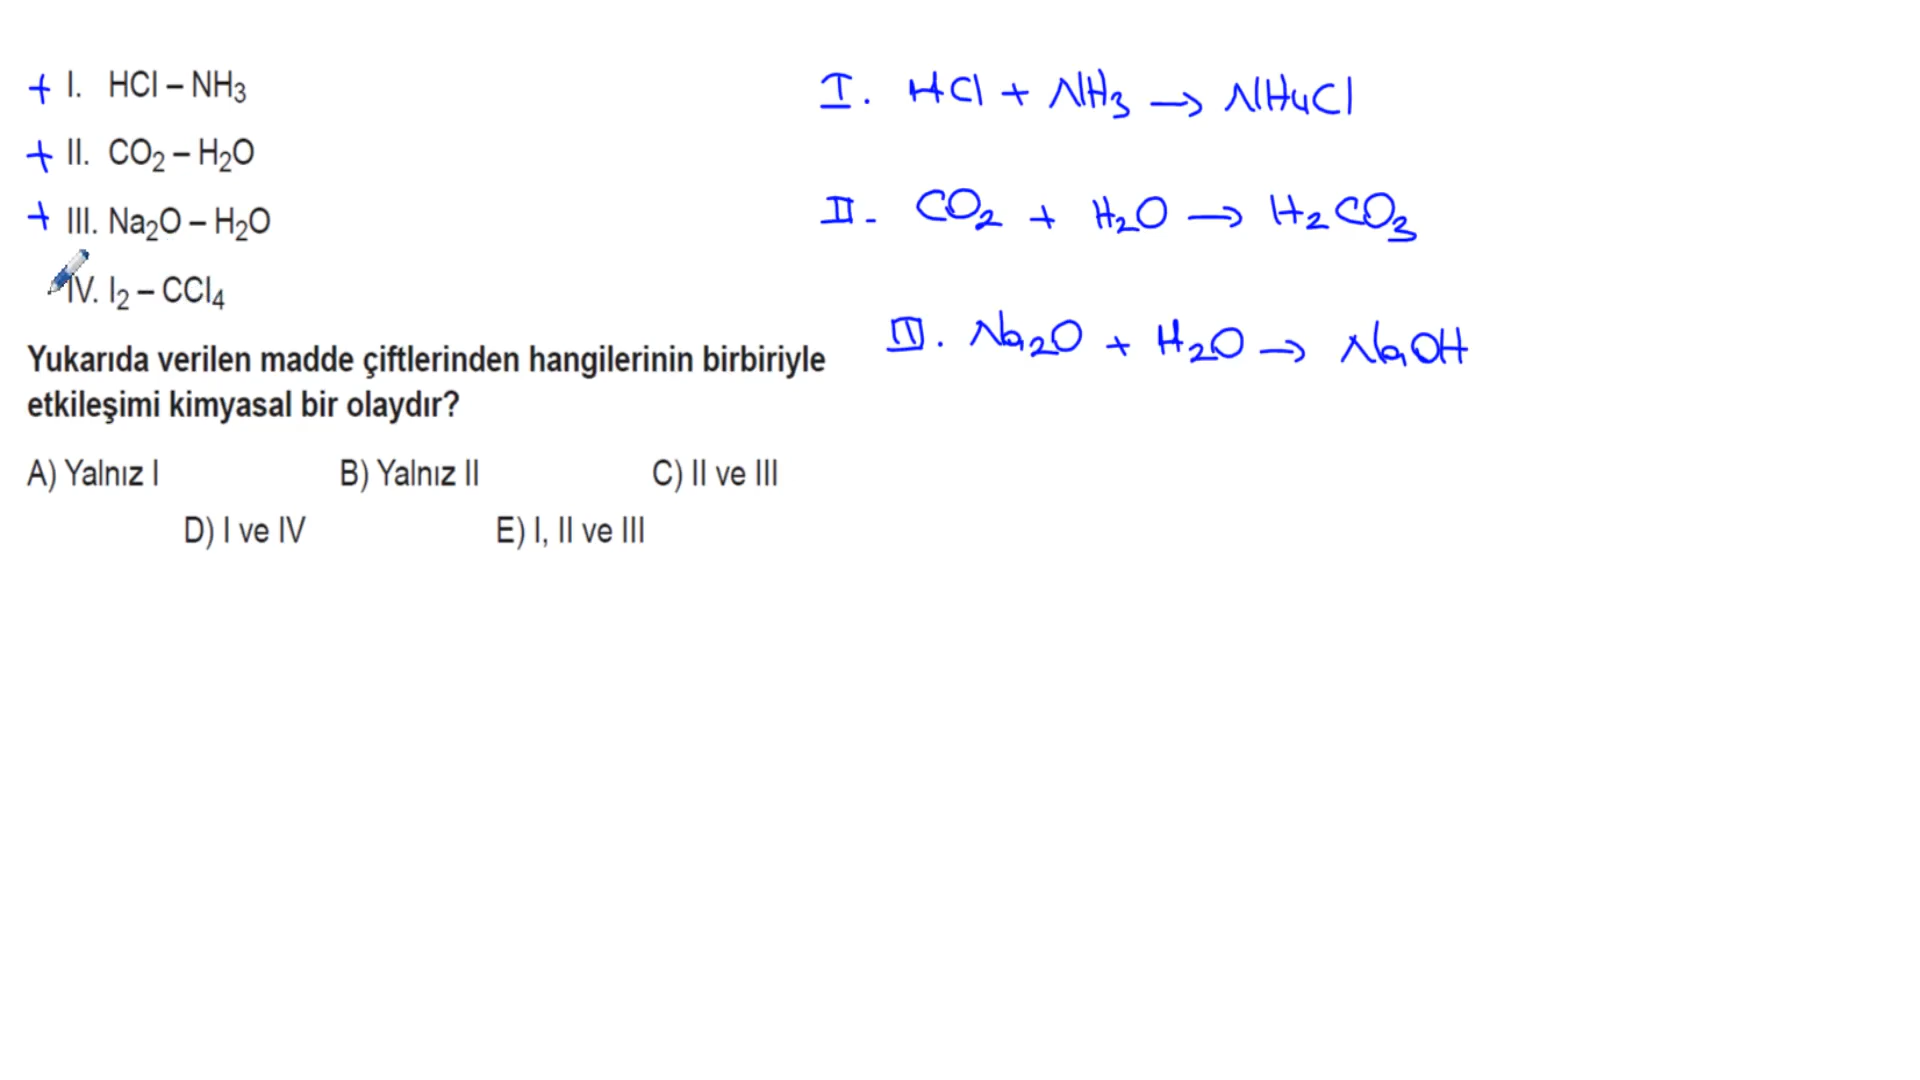 + I. HCl – NH₃
+ II. CO₂ – H₂O
+ III. Na₂O – H₂O
IV. I₂ – CCl₄
Yukarıda verilen madde çiftlerinden hangilerinin birbiriyle
etkileşimi kimyasal bir olaydır?
A) Yalnız I B) Yalnız II C) II ve III
D) I ve IV E) I, II ve III
I. HCl + NH₃ → NH₄Cl
II - CO₂ + H₂O → H₂CO₃
III. Na₂O + H₂O → NaOH